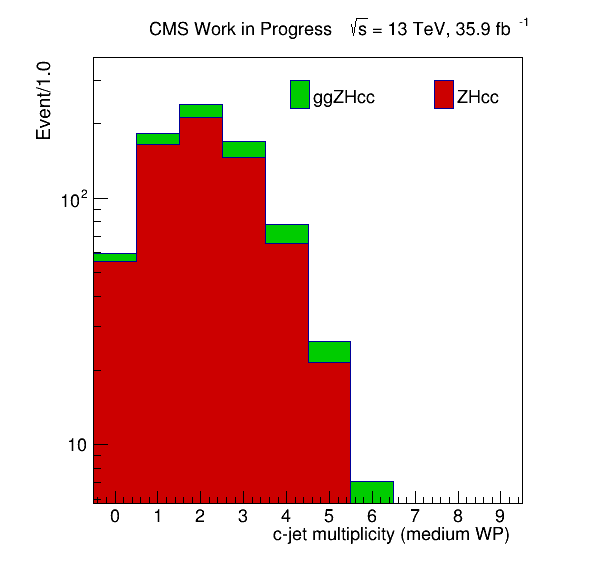 CMS Work in Progress √s = 13 TeV, 35.9 fb -1
Event/1.0
ggZHcc
ZHcc
10²
10
0 1 2 3 4 5 6 7 8 9
c-jet multiplicity (medium WP)